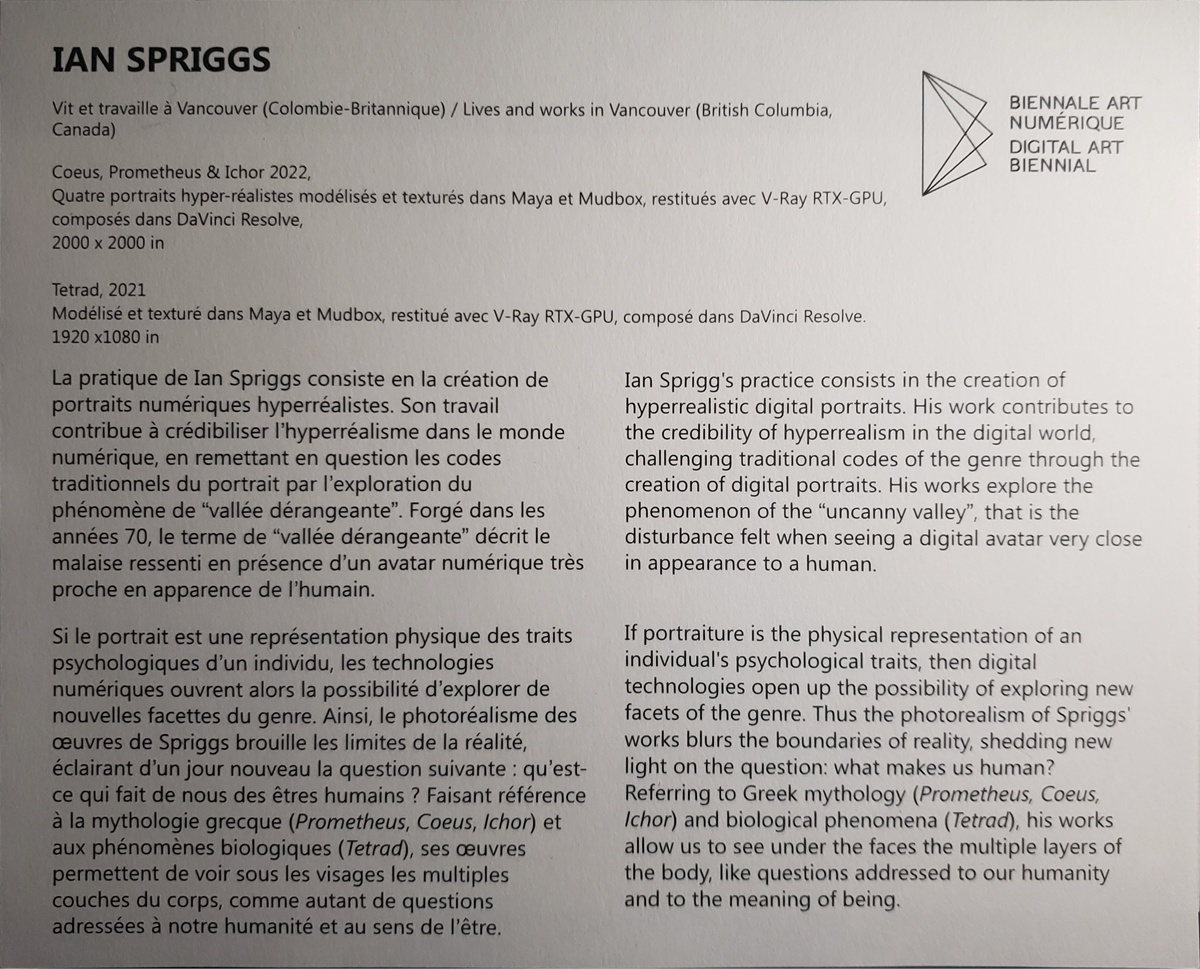 IAN SPRIGGS
Vit et travaille à Vancouver (Colombie-Britannique) / Lives and works in Vancouver (British Columbia,
Canada)
Coeus, Prometheus & Ichor 2022,
Quatre portraits hyper-réalistes modélisés et texturés dans Maya et Mudbox, restitués avec V-Ray RTX-GPU,
composés dans DaVinci Resolve,
2000 x 2000 in
Tetrad, 2021
Modélisé et texturé dans Maya et Mudbox, restitué avec V-Ray RTX-GPU, composé dans DaVinci Resolve.
1920 x1080 in
BIENNALE ART
NUMÉRIQUE
DIGITAL ART
BIENNIAL
La pratique de Ian Spriggs consiste en la création de
portraits numériques hyperréalistes. Son travail
contribue à crédibiliser l'hyperréalisme dans le monde
numérique, en remettant en question les codes
traditionnels du portrait par l'exploration du
phénomène de “vallée dérangeante”. Forgé dans les
années 70, le terme de “vallée dérangeante” décrit le
malaise ressenti en présence d'un avatar numérique très
proche en apparence de l'humain.
Si le portrait est une représentation physique des traits
psychologiques d'un individu, les technologies
numériques ouvrent alors la possibilité d'explorer de
nouvelles facettes du genre. Ainsi, le photoréalisme des
œuvres de Spriggs brouille les limites de la réalité,
éclairant d'un jour nouveau la question suivante : qu'est-
ce qui fait de nous des êtres humains ? Faisant référence
à la mythologie grecque (Prometheus, Coeus, Ichor) et
aux phénomènes biologiques (Tetrad), ses œuvres
permettent de voir sous les visages les multiples
couches du corps, comme autant de questions
adressées à notre humanité et au sens de l'être.
Ian Sprigg's practice consists in the creation of
hyperrealistic digital portraits. His work contributes to
the credibility of hyperrealism in the digital world,
challenging traditional codes of the genre through the
creation of digital portraits. His works explore the
phenomenon of the “uncanny valley”, that is the
disturbance felt when seeing a digital avatar very close
in appearance to a human.
If portraiture is the physical representation of an
individual's psychological traits, then digital
technologies open up the possibility of exploring new
facets of the genre. Thus the photorealism of Spriggs'
works blurs the boundaries of reality, shedding new
light on the question: what makes us human?
Referring to Greek mythology (Prometheus, Coeus,
Ichor) and biological phenomena (Tetrad), his works
allow us to see under the faces the multiple layers of
the body, like questions addressed to our humanity
and to the meaning of being.